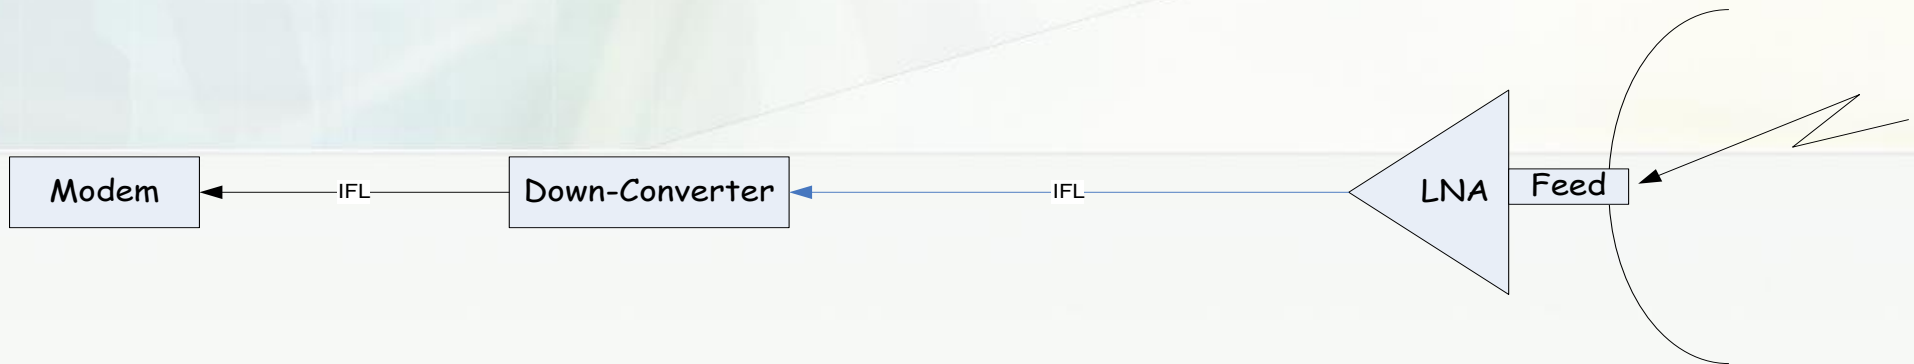 Modem
IFL
Down-Converter
IFL
LNA
Feed